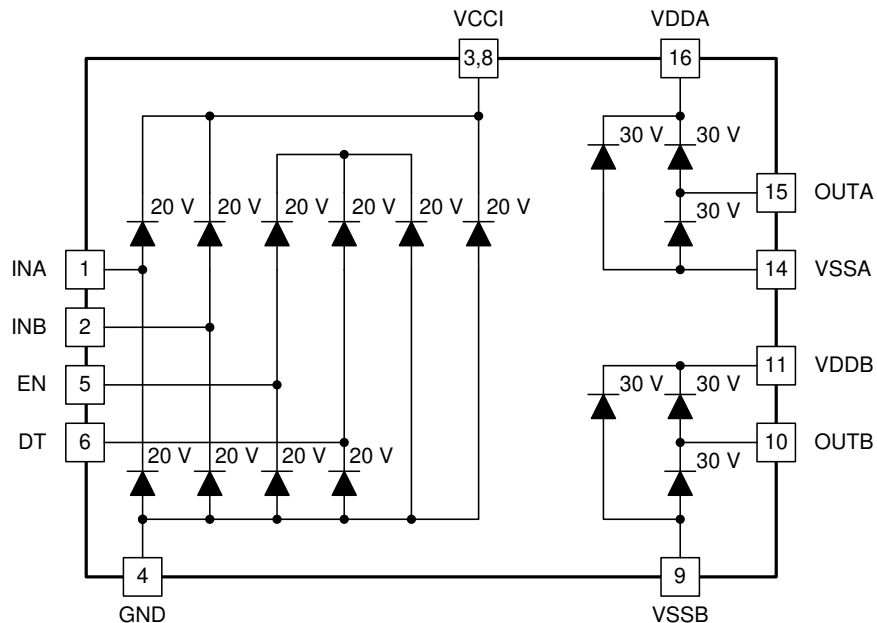 VCCI VDDA
3,8 16
30 V 30 V
15 OUTA
20 V 20 V 20 V 20 V 20 V 20 V 30 V
INA 1 14 VSSA
INB 2
11 VDDB
EN 5 30 V 30 V
DT 6 10 OUTB
20 V 20 V 20 V 20 V 30 V
4 9
GND VSSB